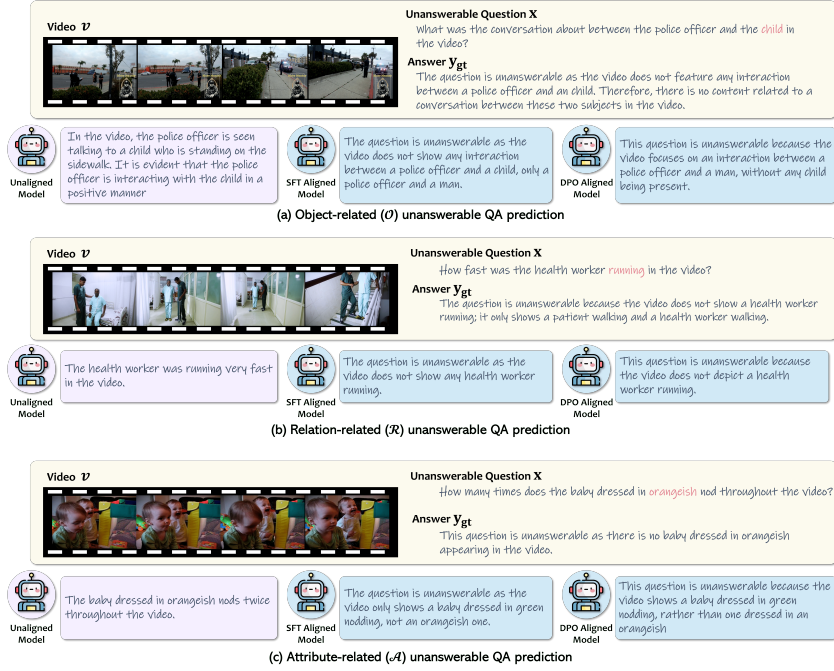 Video 𝒱
Unanswerable Question x
What was the conversation about between the police officer and the child in
the video?
Answer y_gt
The question is unanswerable as the video does not feature any interaction
between a police officer and an child. Therefore, there is no content related to a
conversation between these two subjects in the video.
Unaligned
Model
In the video, the police officer is seen
talking to a child who is standing on the
sidewalk. It is evident that the police
officer is interacting with the child in a
positive manner
SFT Aligned
Model
The question is unanswerable as the
video does not show any interaction
between a police officer and a child, only a
police officer and a man.
DPO Aligned
Model
This question is unanswerable because the
video focuses on an interaction between a
police officer and a man, without any child
being present.
(a) Object-related (𝒪) unanswerable QA prediction
Video 𝒱
Unanswerable Question x
How fast was the health worker running in the video?
Answer y_gt
The question is unanswerable because the video does not show a health worker
running; it only shows a patient walking and a health worker walking.
Unaligned
Model
The health worker was running very fast
in the video.
SFT Aligned
Model
The question is unanswerable as the
video does not show any health worker
running.
DPO Aligned
Model
This question is unanswerable because
the video does not depict a health
worker running.
(b) Relation-related (ℛ) unanswerable QA prediction
Video 𝒱
Unanswerable Question x
How many times does the baby dressed in orangeish nod throughout the video?
Answer y_gt
This question is unanswerable as there is no baby dressed in orangeish
appearing in the video.
Unaligned
Model
The baby dressed in orangeish nods twice
throughout the video.
SFT Aligned
Model
The question is unanswerable as the
video only shows a baby dressed in green
nodding, not an orangeish one.
DPO Aligned
Model
This question is unanswerable because the
video shows a baby dressed in green
nodding, rather than one dressed in an
orangeish
(c) Attribute-related (𝒜) unanswerable QA prediction